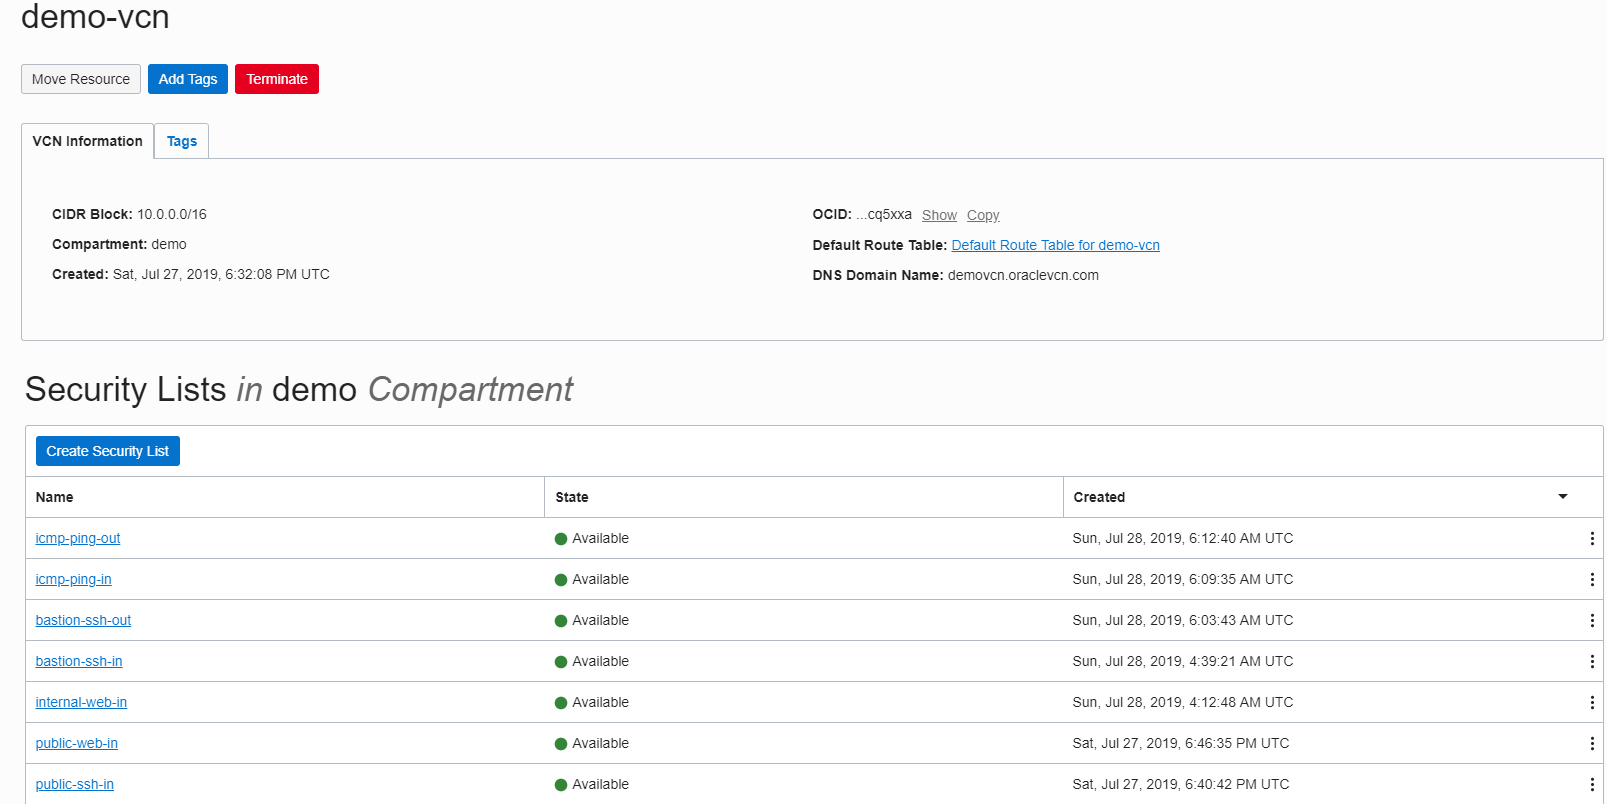 demo-vcn
Move Resource Add Tags Terminate
VCN Information Tags
CIDR Block: 10.0.0.0/16 OCID: ...cq5xxa Show Copy
Compartment: demo Default Route Table: Default Route Table for demo-vcn
Created: Sat, Jul 27, 2019, 6:32:08 PM UTC DNS Domain Name: demovcn.oraclevcn.com
Security Lists in demo Compartment
Create Security List
Name State Created
icmp-ping-out Available Sun, Jul 28, 2019, 6:12:40 AM UTC
icmp-ping-in Available Sun, Jul 28, 2019, 6:09:35 AM UTC
bastion-ssh-out Available Sun, Jul 28, 2019, 6:03:43 AM UTC
bastion-ssh-in Available Sun, Jul 28, 2019, 4:39:21 AM UTC
internal-web-in Available Sun, Jul 28, 2019, 4:12:48 AM UTC
public-web-in Available Sat, Jul 27, 2019, 6:46:35 PM UTC
public-ssh-in Available Sat, Jul 27, 2019, 6:40:42 PM UTC